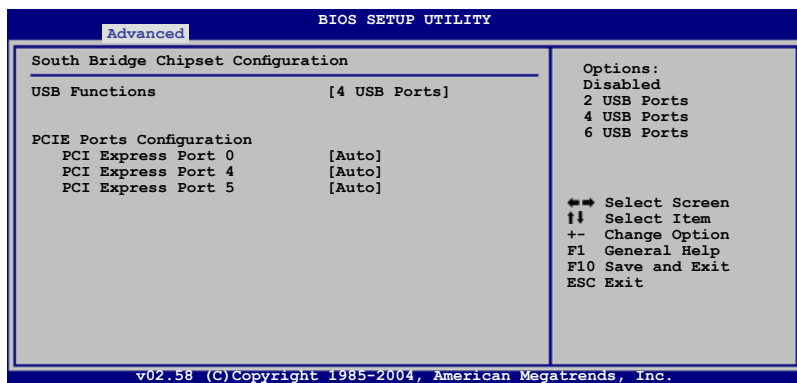 BIOS SETUP UTILITY
Advanced
South Bridge Chipset Configuration
USB Functions [4 USB Ports]
PCIE Ports Configuration
PCI Express Port 0 [Auto]
PCI Express Port 4 [Auto]
PCI Express Port 5 [Auto]
Options:
Disabled
2 USB Ports
4 USB Ports
6 USB Ports
←→ Select Screen
↑↓ Select Item
+- Change Option
F1 General Help
F10 Save and Exit
ESC Exit
v02.58 (C)Copyright 1985-2004, American Megatrends, Inc.